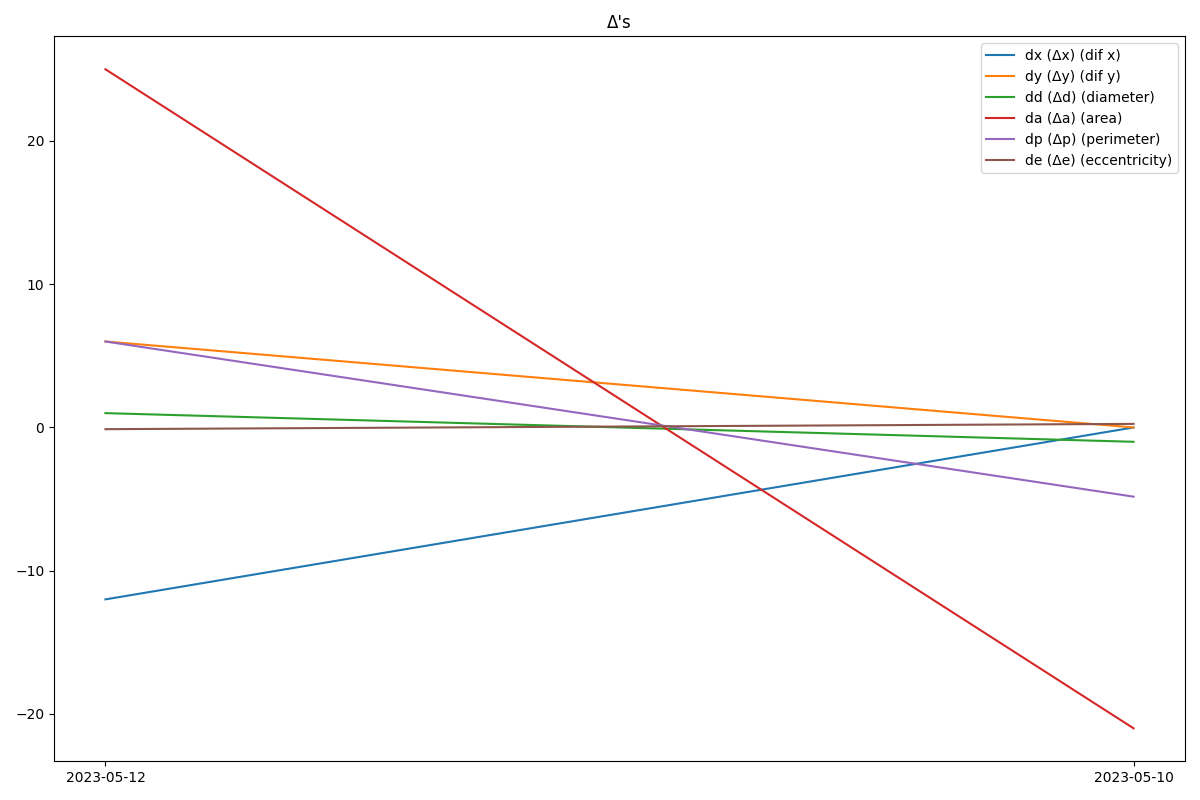 Δ's
dx (Δx) (dif x)
dy (Δy) (dif y)
dd (Δd) (diameter)
da (Δa) (area)
dp (Δp) (perimeter)
de (Δe) (eccentricity)
20
10
0
−10
−20
2023-05-12
2023-05-10